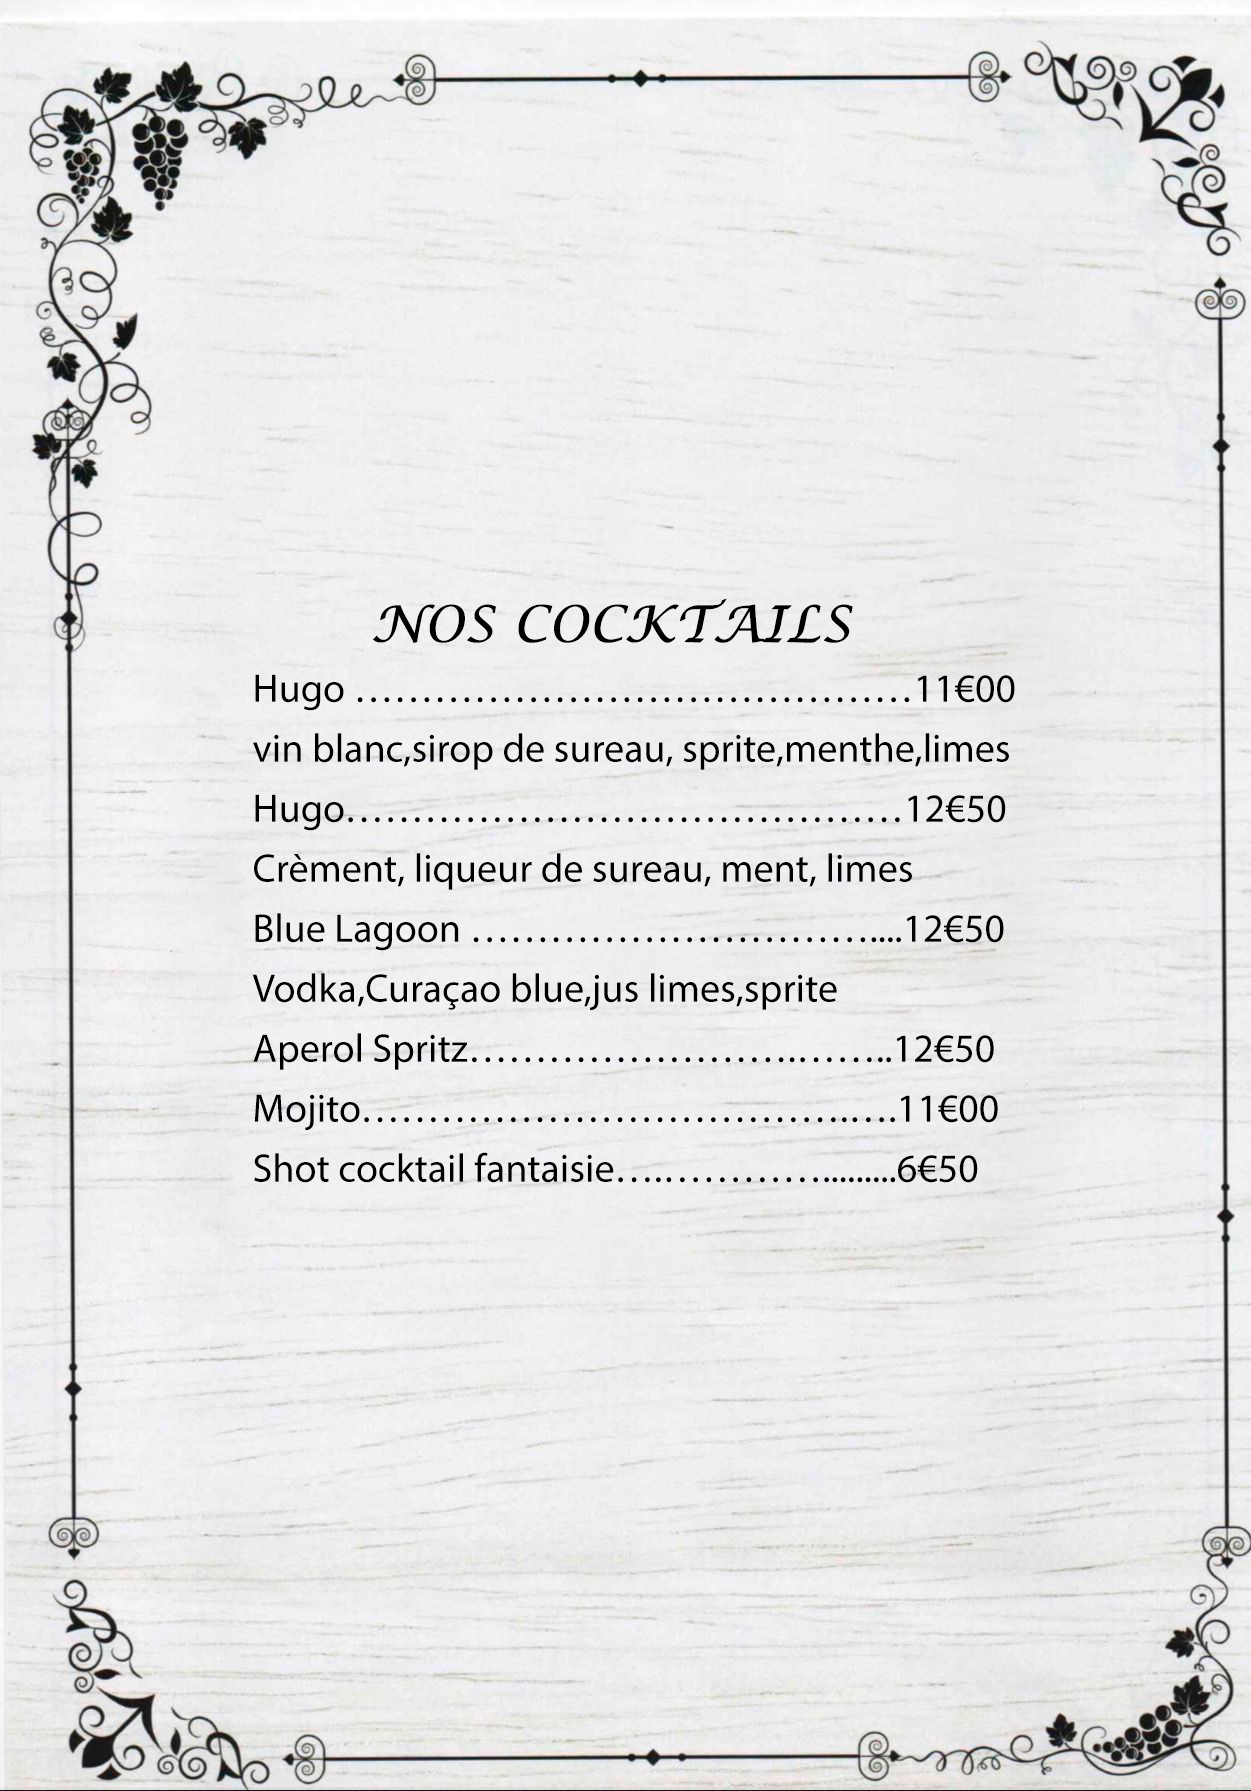 NOS COCKTAILS
Hugo ……………………………………11€00
vin blanc,sirop de sureau, sprite,menthe,limes
Hugo……………………………………12€50
Crèment, liqueur de sureau, ment, limes
Blue Lagoon …………………………....12€50
Vodka,Curaçao blue,jus limes,sprite
Aperol Spritz…………………….……..12€50
Mojito……………………………….….11€00
Shot cocktail fantaisie….………….........6€50